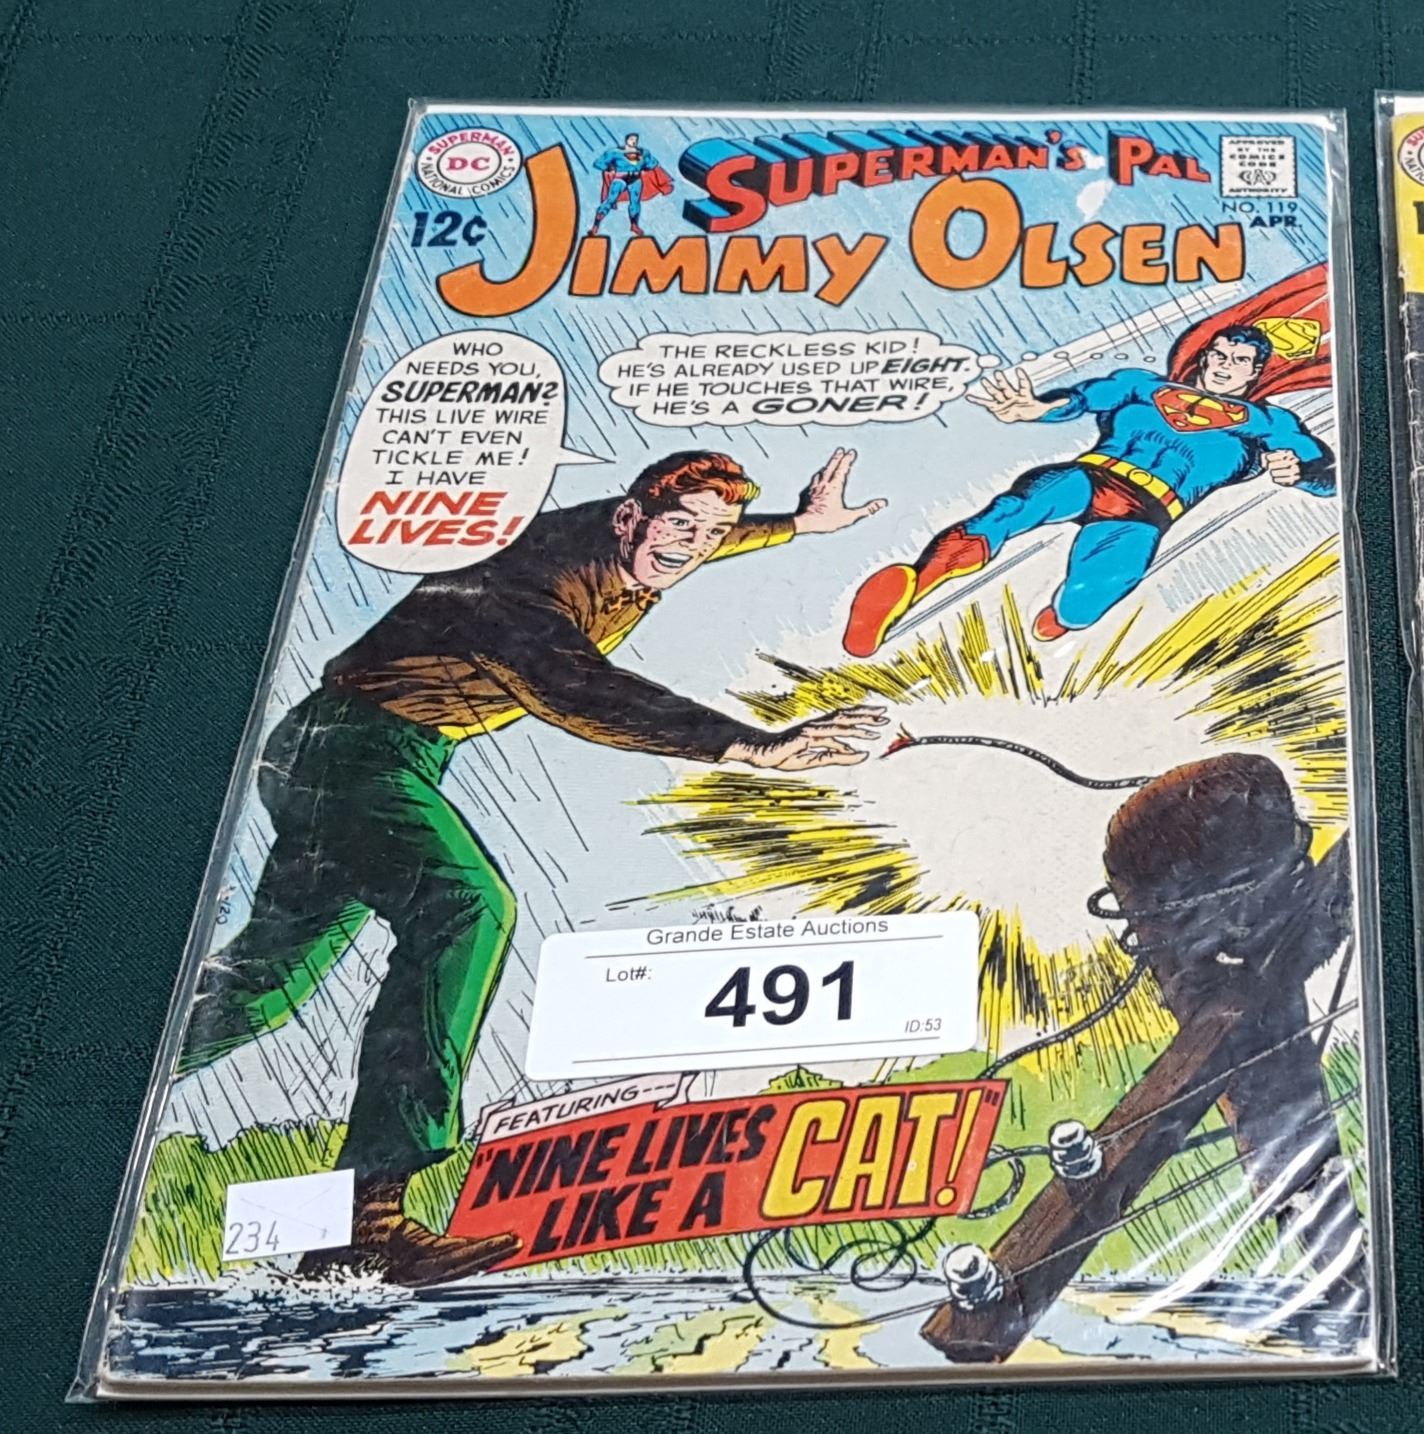 SUPERMAN
DC
NATIONAL COMICS
12¢
SUPERMAN'S PAL
JIMMY OLSEN
APPROVED
BY THE
COMICS
CODE
AUTHORITY
NO. 119
APR.
WHO
NEEDS YOU,
SUPERMAN?
THIS LIVE WIRE
CAN'T EVEN
TICKLE ME!
I HAVE
NINE
LIVES!
THE RECKLESS KID!
HE'S ALREADY USED UP EIGHT.
IF HE TOUCHES THAT WIRE,
HE'S A GONER!
Grande Estate Auctions
Lot#:
491
ID:53
FEATURING---
"NINE LIVES
LIKE A CAT!"
234